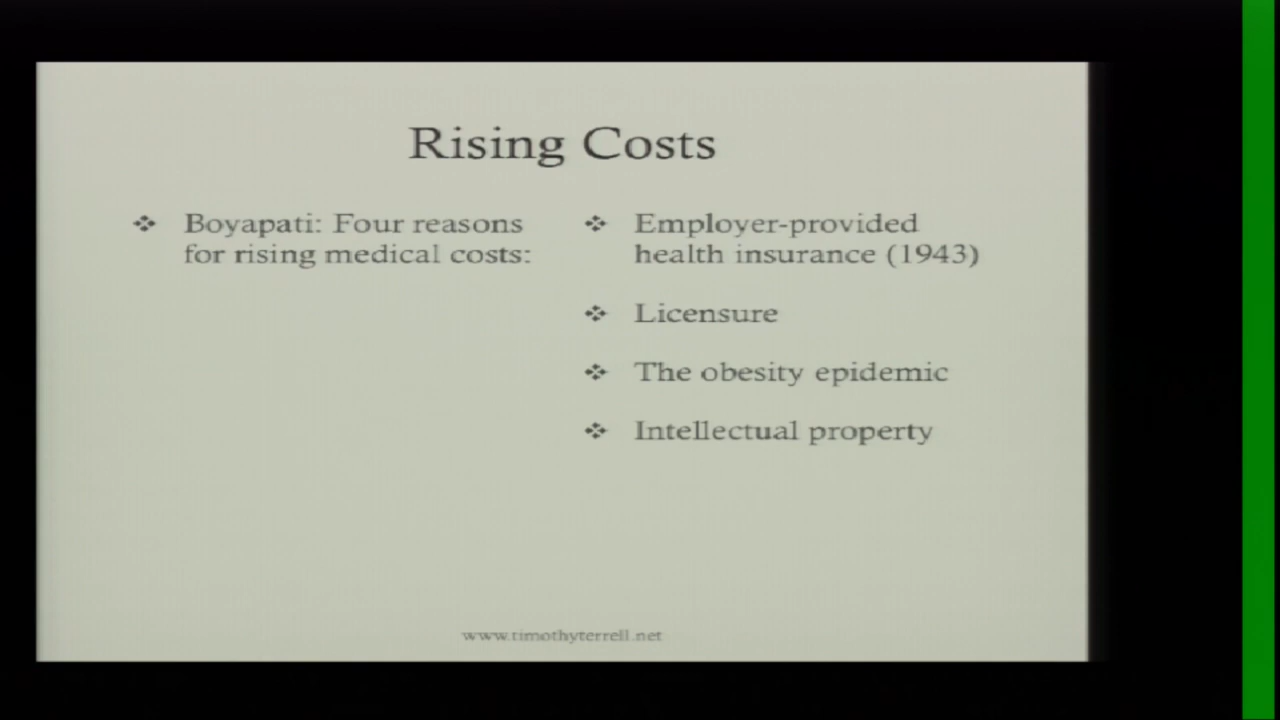 Rising Costs
Boyapati: Four reasons
for rising medical costs:
Employer-provided
health insurance (1943)
Licensure
The obesity epidemic
Intellectual property
www.timothyterrell.net